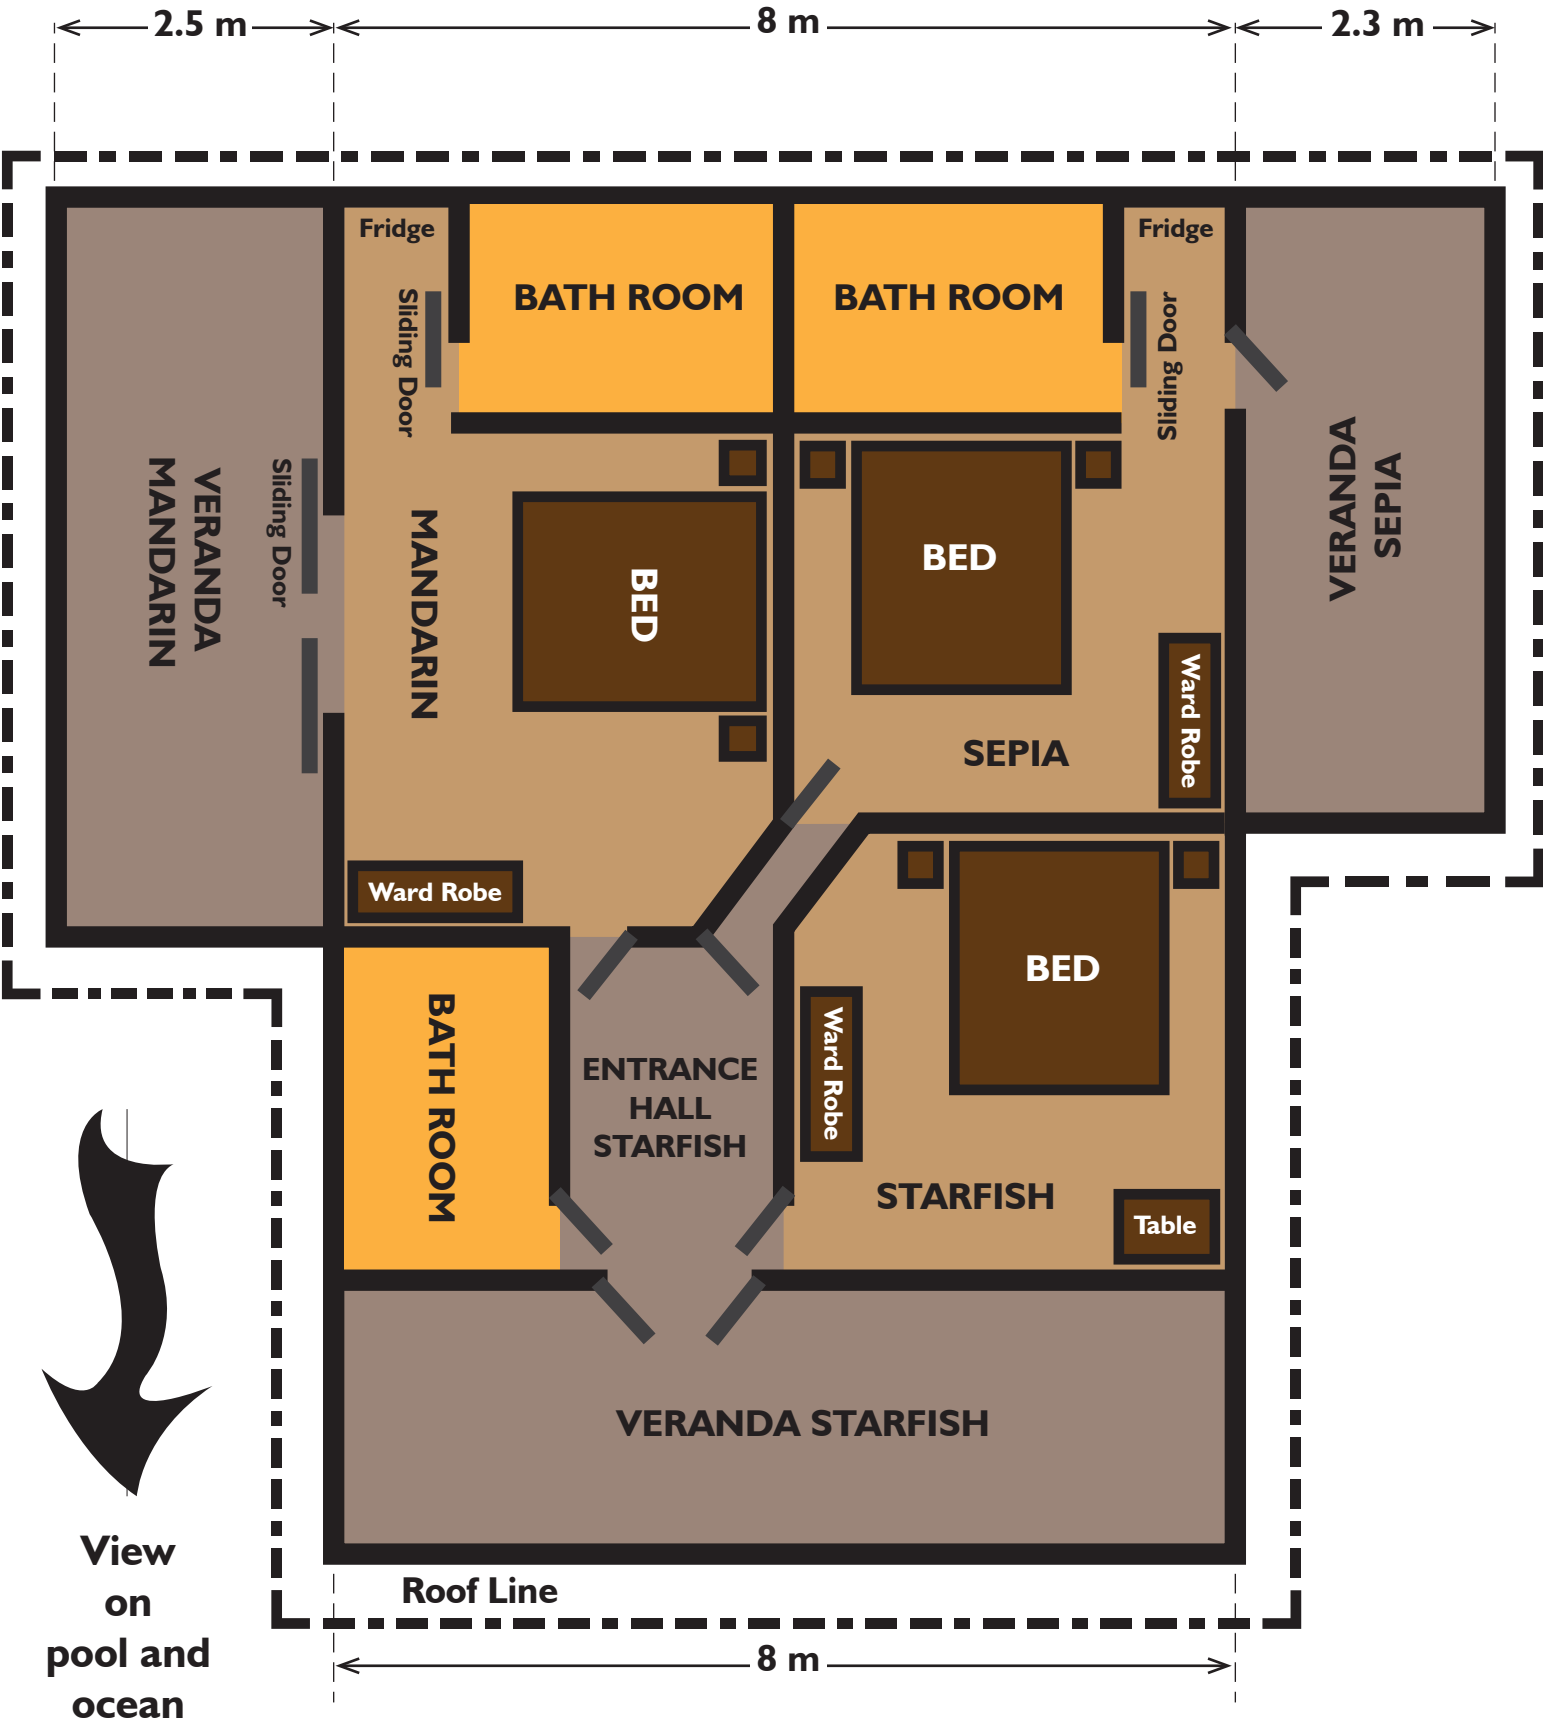 2.5 m
8 m
2.3 m
Fridge
Fridge
BATH ROOM
BATH ROOM
Sliding Door
Sliping Door
VERANDA
MANDARIN
Sliding Door
MANDARIN
BED
BED
VERANDA
SEPIA
Ward Robe
SEPIA
Ward Robe
BED
BATH ROOM
ENTRANCE
HALL
STARFISH
Ward Robe
STARFISH
Table
VERANDA STARFISH
View
on
pool and
ocean
Roof Line
8 m